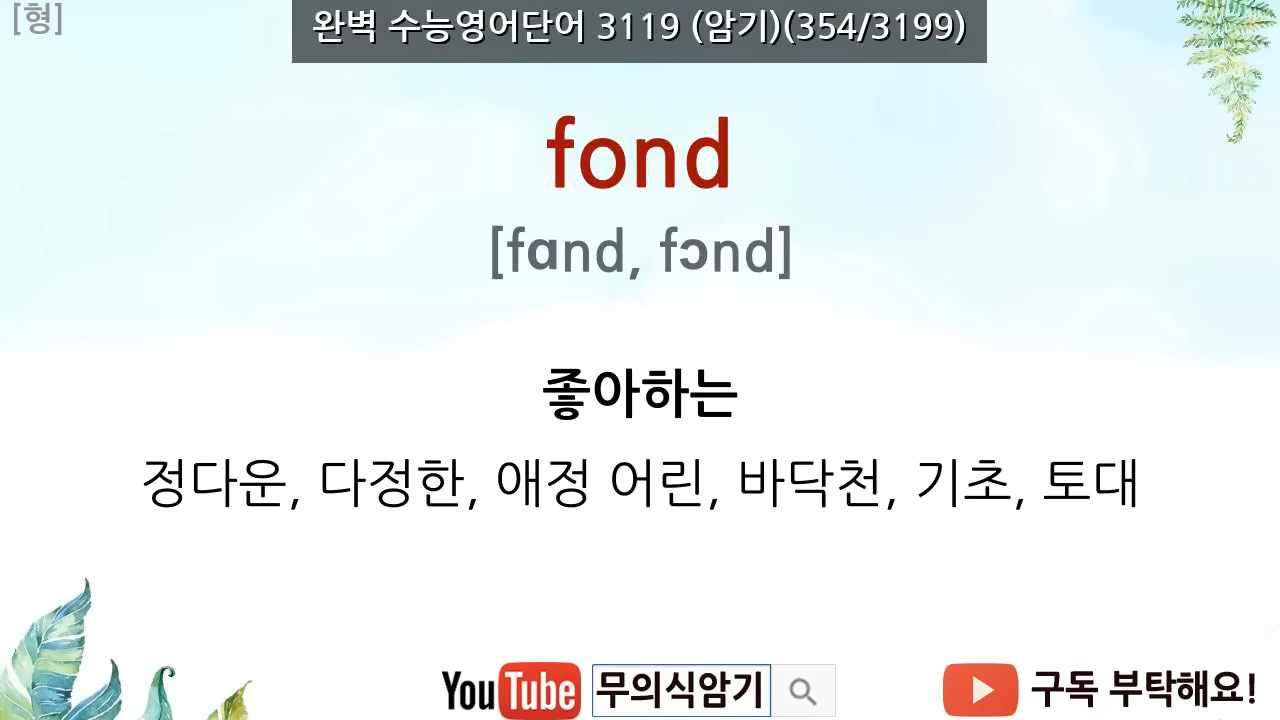 [형]
완벽 수능영어단어 3119 (암기)(354/3199)
fond
[fɑnd, fɔnd]
좋아하는
정다운, 다정한, 애정 어린, 바닥천, 기초, 토대
YouTube 무의식암기
구독 부탁해요!